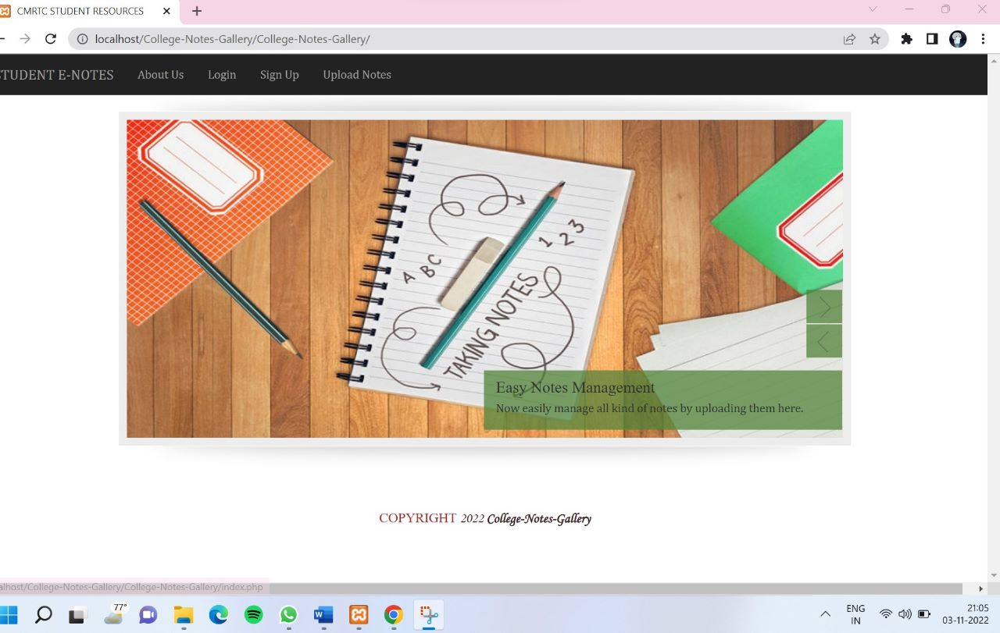 CMRTC STUDENT RESOURCES
localhost/College-Notes-Gallery/College-Notes-Gallery/
STUDENT E-NOTES About Us Login Sign Up Upload Notes
1 2 3
A B C
TAKING NOTES
Easy Notes Management
Now easily manage all kind of notes by uploading them here.
COPYRIGHT 2022 College-Notes-Gallery
alhost/College-Notes-Gallery/College-Notes-Gallery/index.php
77°
ENG
IN
21:05
03-11-2022